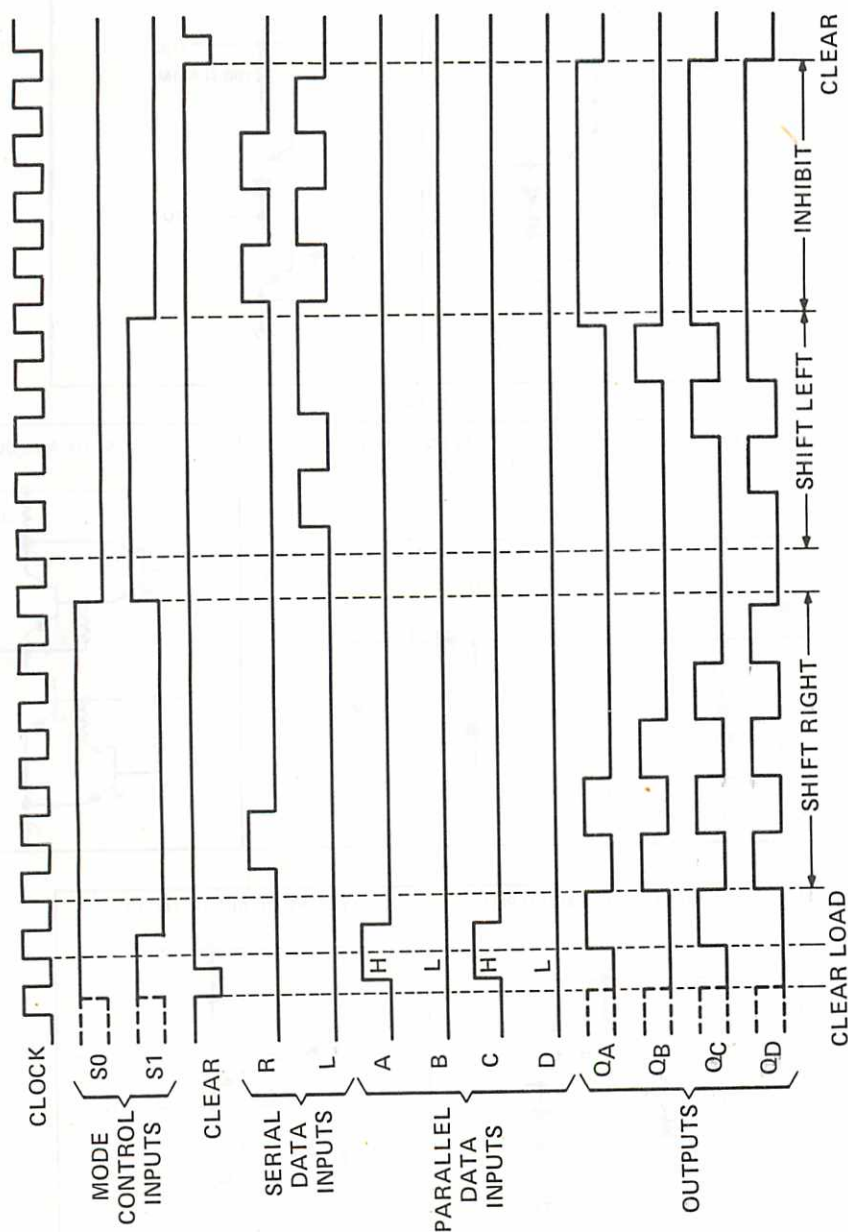 CLOCK
MODE
CONTROL
INPUTS
S0
S1
CLEAR
SERIAL
DATA
INPUTS
R
L
PARALLEL
DATA
INPUTS
A
H
B
L
C
H
D
L
OUTPUTS
QA
QB
QC
QD
CLEAR LOAD
SHIFT RIGHT
SHIFT LEFT
INHIBIT
CLEAR